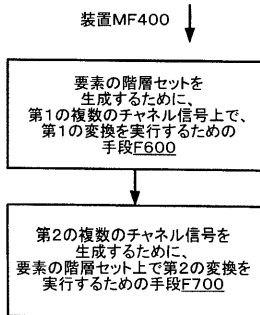 装置MF400
要素の階層セットを
生成するために、
第1の複数のチャネル信号上で、
第1の変換を実行するための
手段F600
第2の複数のチャネル信号を
生成するために、
要素の階層セット上で第2の変換を
実行するための手段F700